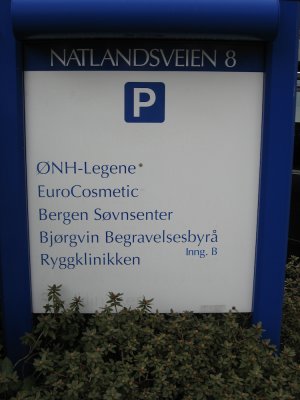 NATLANDSVEIEN 8
P
ØNH-Legene*
EuroCosmetic
Bergen Søvnsenter
Bjørgvin Begravelsesbyrå
Inng. B
Ryggklinikken